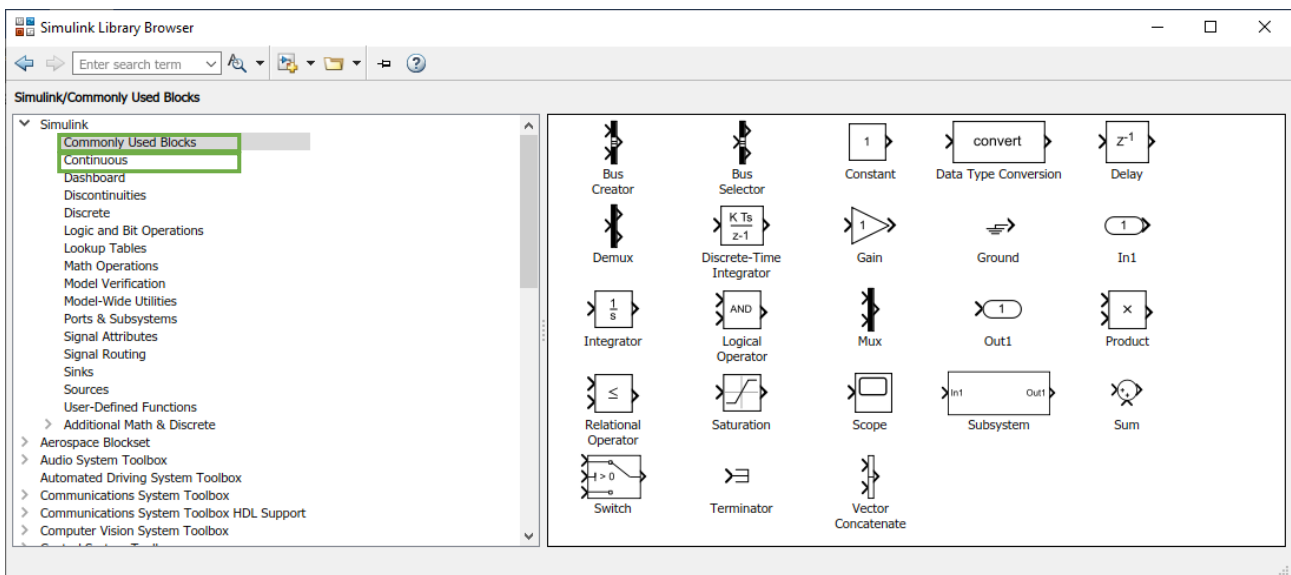 Simulink Library Browser
Enter search term
Simulink/Commonly Used Blocks
Simulink
Commonly Used Blocks
Continuous
Dashboard
Discontinuities
Discrete
Logic and Bit Operations
Lookup Tables
Math Operations
Model Verification
Model-Wide Utilities
Ports & Subsystems
Signal Attributes
Signal Routing
Sinks
Sources
User-Defined Functions
Additional Math & Discrete
Aerospace Blockset
Audio System Toolbox
Automated Driving System Toolbox
Communications System Toolbox
Communications System Toolbox HDL Support
Computer Vision System Toolbox
1 convert z-1
Bus Creator
Bus Selector
Constant
Data Type Conversion
Delay
K Ts
z-1
1
1
Demux
Discrete-Time Integrator
Gain
Ground
In1
1
s
AND
1
×
Integrator
Logical Operator
Mux
Out1
Product
≤
In1 Out1
+
+
Relational Operator
Saturation
Scope
Subsystem
Sum
! > 0
Switch
Terminator
Vector Concatenate